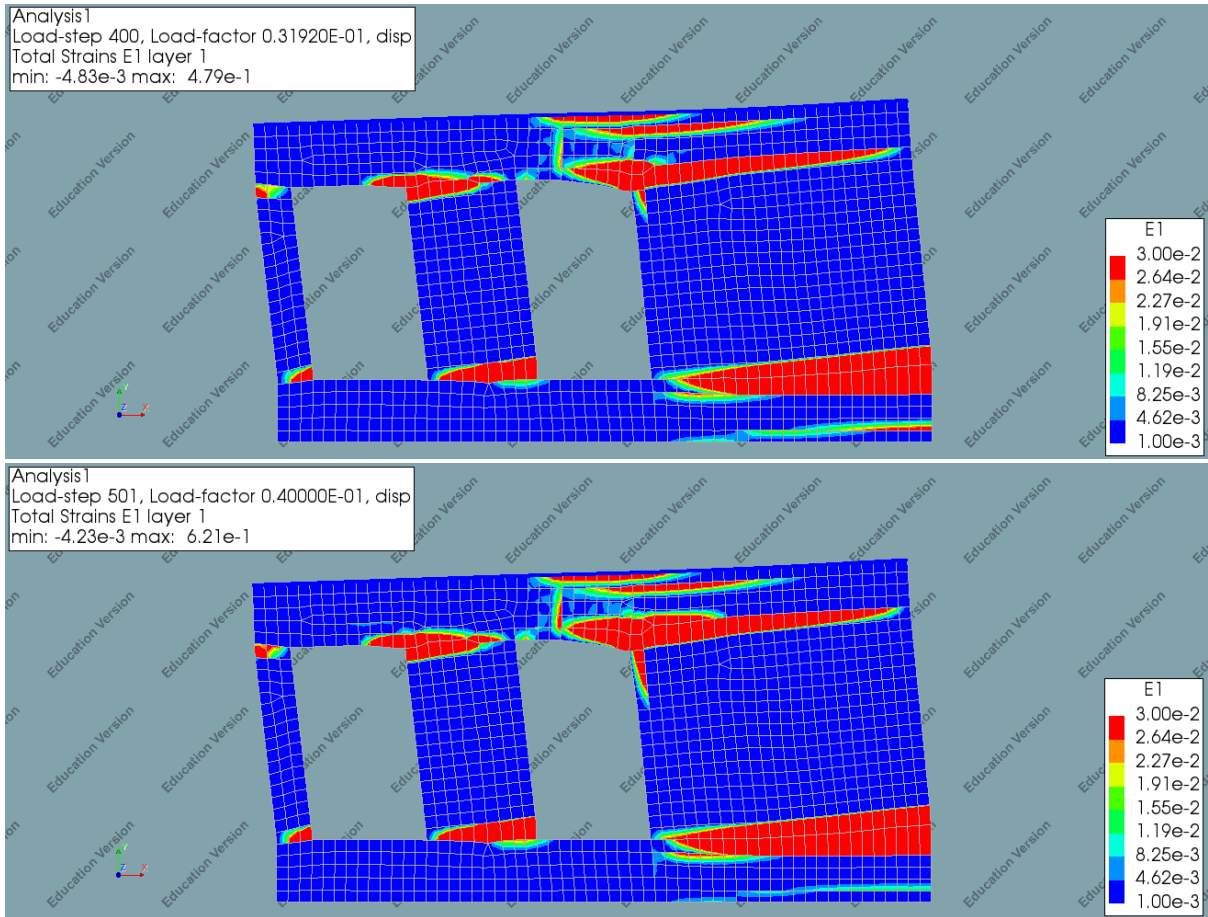 Analysis1
Load-step 400, Load-factor 0.31920E-01, disp
Total Strains E1 layer 1
min: -4.83e-3 max: 4.79e-1
E1
3.00e-2
2.64e-2
2.27e-2
1.91e-2
1.55e-2
1.19e-2
8.25e-3
4.62e-3
1.00e-3
Y
Z
X
Education Version
Analysis1
Load-step 501, Load-factor 0.40000E-01, disp
Total Strains E1 layer 1
min: -4.23e-3 max: 6.21e-1
E1
3.00e-2
2.64e-2
2.27e-2
1.91e-2
1.55e-2
1.19e-2
8.25e-3
4.62e-3
1.00e-3
Y
Z
X
Education Version